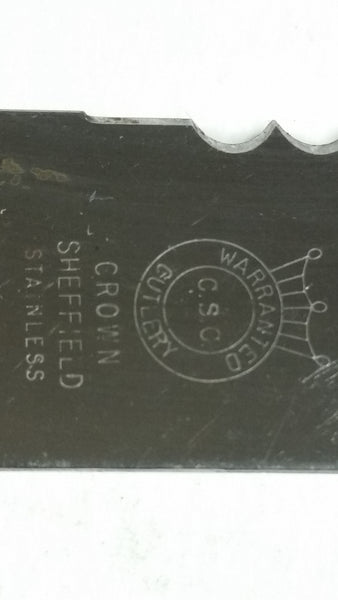 WARRANTED
C.S.C.
CUTLERY
CROWN
SHEFFIELD
STAINLESS